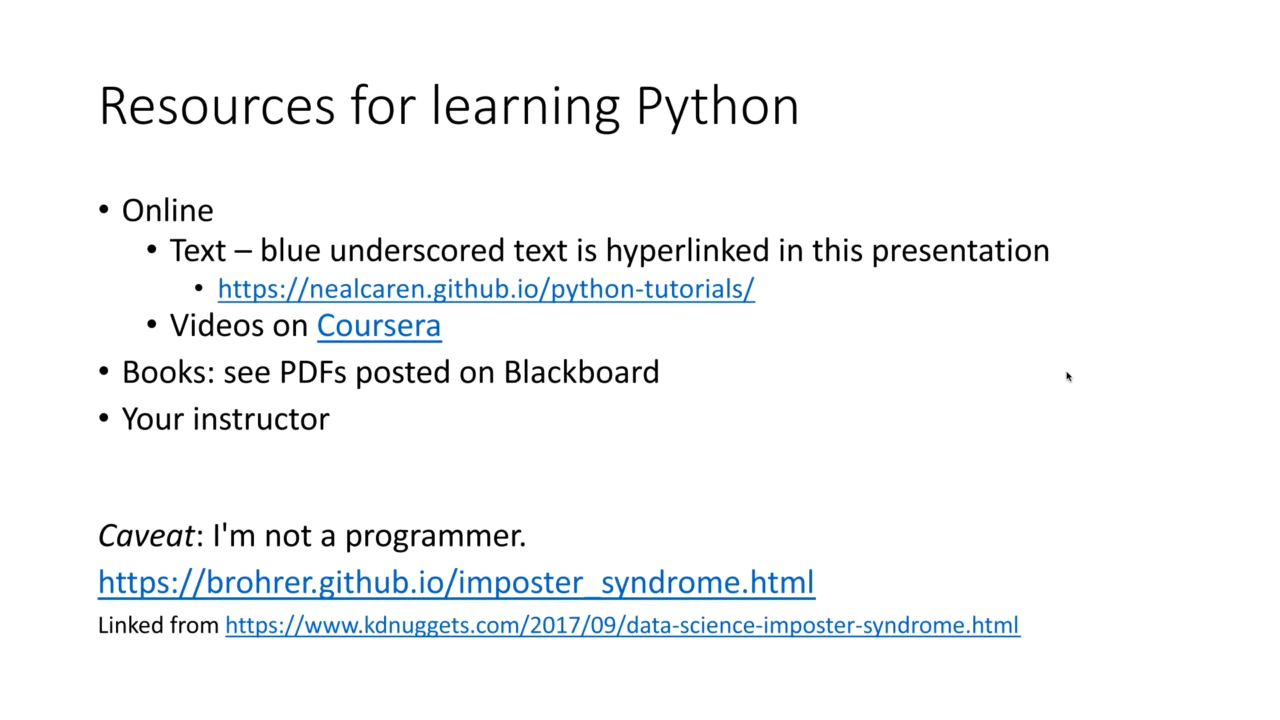 Resources for learning Python
• Online
• Text – blue underscored text is hyperlinked in this presentation
• https://nealcaren.github.io/python-tutorials/
• Videos on Coursera
• Books: see PDFs posted on Blackboard
• Your instructor
Caveat: I'm not a programmer.
https://brohrer.github.io/imposter_syndrome.html
Linked from https://www.kdnuggets.com/2017/09/data-science-imposter-syndrome.html